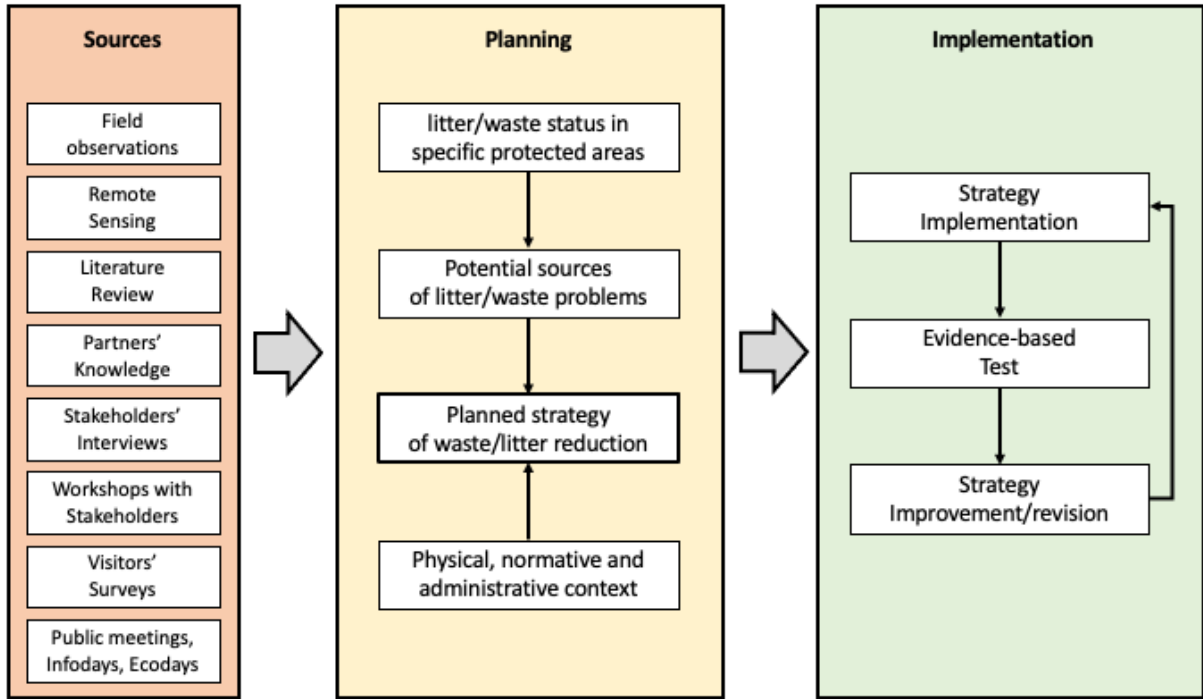 Sources
Field
observations
Remote
Sensing
Literature
Review
Partners’
Knowledge
Stakeholders’
Interviews
Workshops with
Stakeholders
Visitors’
Surveys
Public meetings,
Infodays, Ecodays
Planning
litter/waste status in
specific protected areas
Potential sources
of litter/waste problems
Planned strategy
of waste/litter reduction
Physical, normative and
administrative context
Implementation
Strategy
Implementation
Evidence-based
Test
Strategy
Improvement/revision